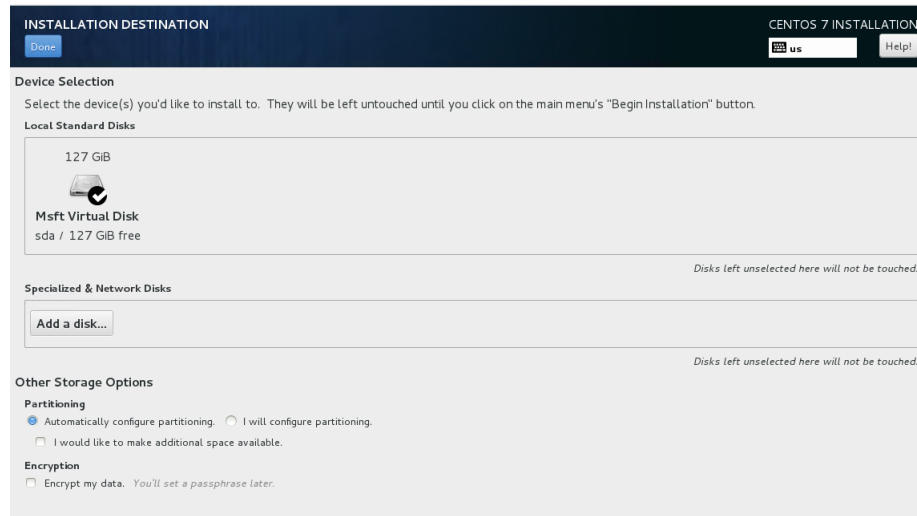 INSTALLATION DESTINATION
CENTOS 7 INSTALLATION
Done
us
Help!
Device Selection
Select the device(s) you'd like to install to. They will be left untouched until you click on the main menu's "Begin Installation" button.
Local Standard Disks
127 GiB
Msft Virtual Disk
sda / 127 GiB free
Disks left unselected here will not be touched.
Specialized & Network Disks
Add a disk...
Disks left unselected here will not be touched.
Other Storage Options
Partitioning
Automatically configure partitioning. I will configure partitioning.
I would like to make additional space available.
Encryption
Encrypt my data. You'll set a passphrase later.